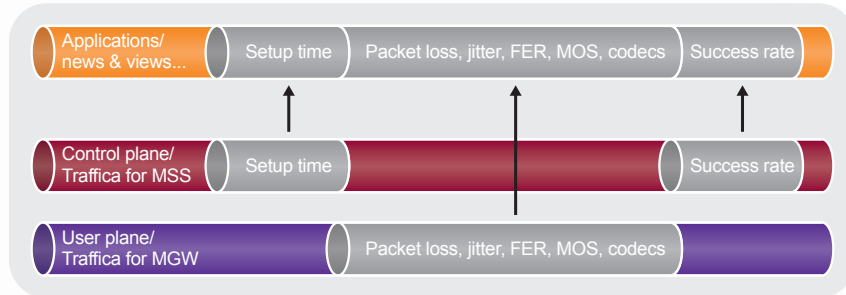 Applications/
news & views...
Setup time
Packet loss, jitter, FER, MOS, codecs
Success rate
Control plane/
Traffica for MSS
Setup time
Success rate
User plane/
Traffica for MGW
Packet loss, jitter, FER, MOS, codecs